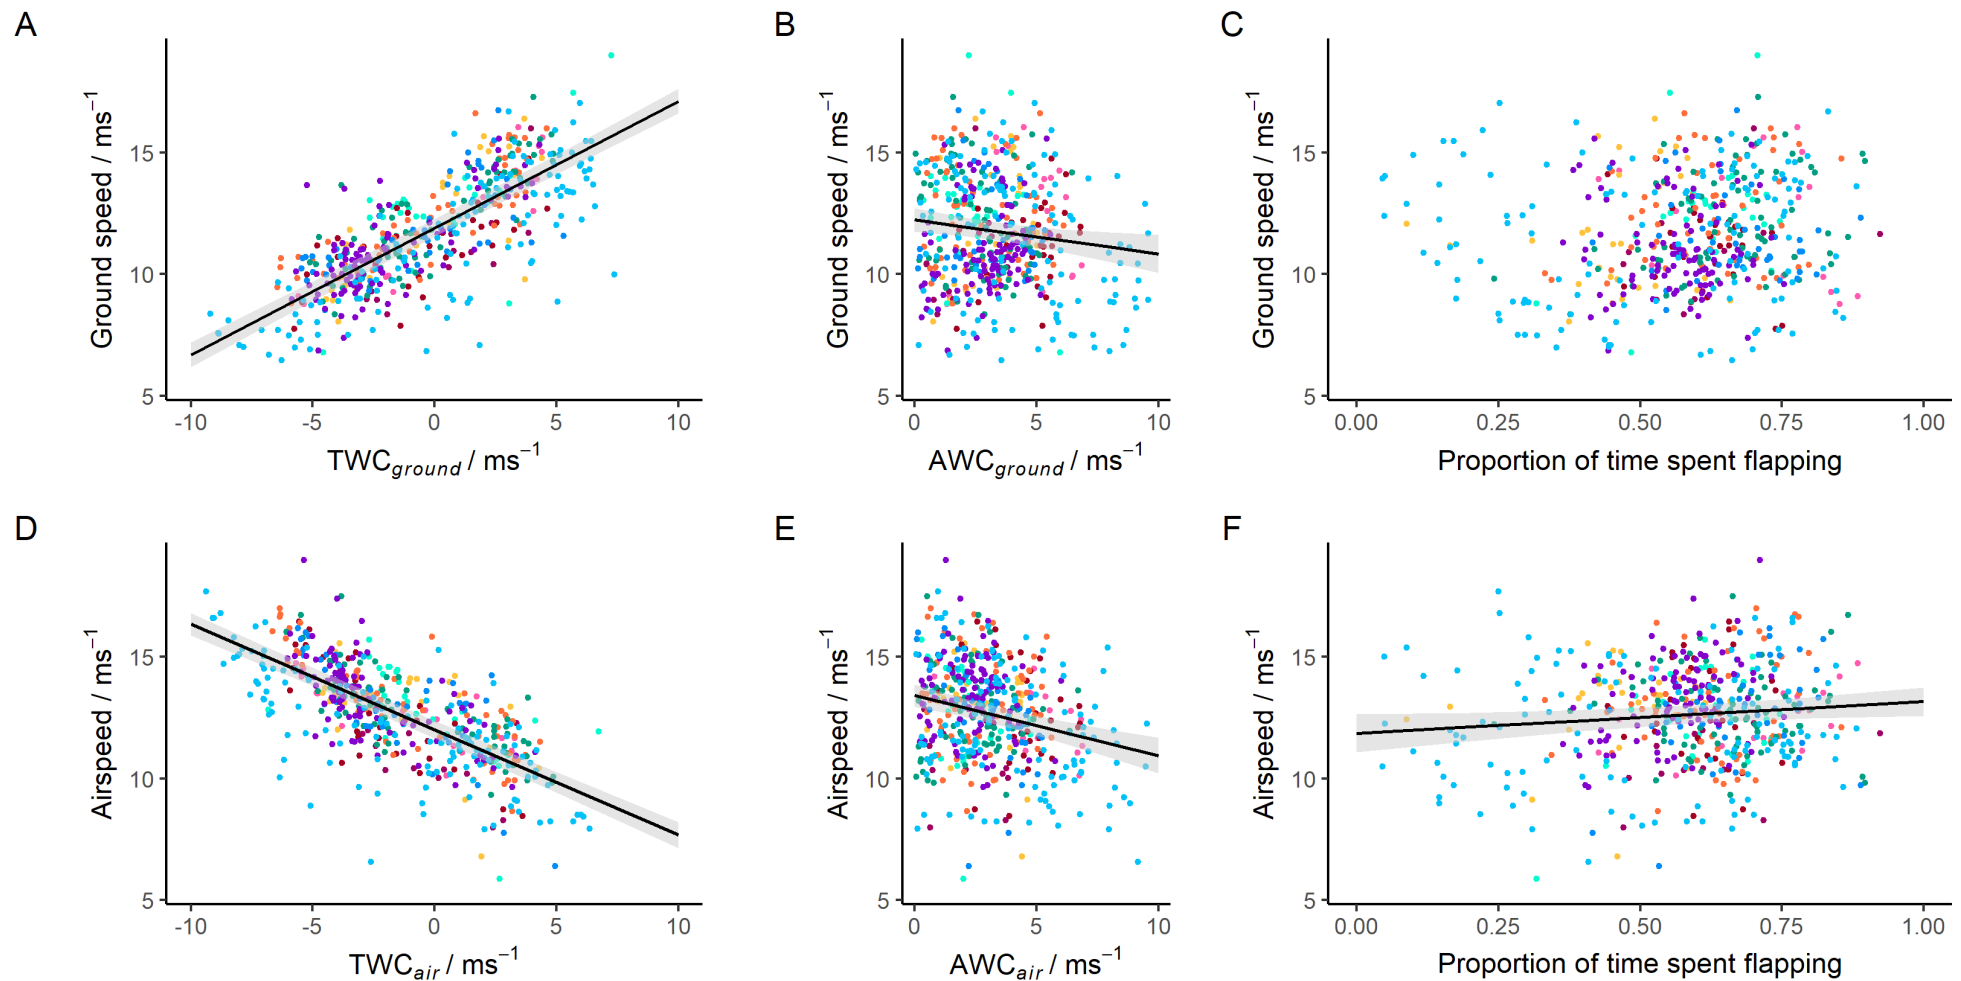 A
B
C
Ground speed / ms⁻¹
15
10
5
-10 -5 0 5 10
TWC_ground / ms⁻¹
Ground speed / ms⁻¹
15
10
5
0 5 10
AWC_ground / ms⁻¹
Ground speed / ms⁻¹
15
10
5
0.00 0.25 0.50 0.75 1.00
Proportion of time spent flapping
D
E
F
Airspeed / ms⁻¹
15
10
5
-10 -5 0 5 10
TWC_air / ms⁻¹
Airspeed / ms⁻¹
15
10
5
0 5 10
AWC_air / ms⁻¹
Airspeed / ms⁻¹
15
10
5
0.00 0.25 0.50 0.75 1.00
Proportion of time spent flapping